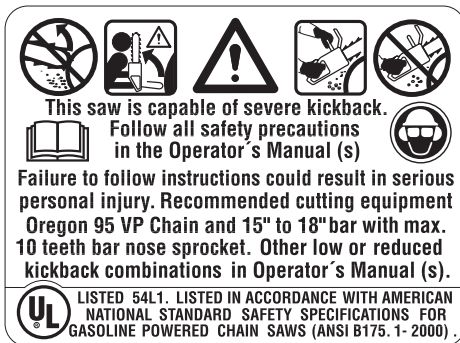 This saw is capable of severe kickback.
Follow all safety precautions
in the Operator´s Manual (s)
Failure to follow instructions could result in serious
personal injury. Recommended cutting equipment
Oregon 95 VP Chain and 15" to 18" bar with max.
10 teeth bar nose sprocket. Other low or reduced
kickback combinations in Operator´s Manual (s).
UL ®
LISTED 54L1. LISTED IN ACCORDANCE WITH AMERICAN
NATIONAL STANDARD SAFETY SPECIFICATIONS FOR
GASOLINE POWERED CHAIN SAWS (ANSI B175. 1- 2000) .